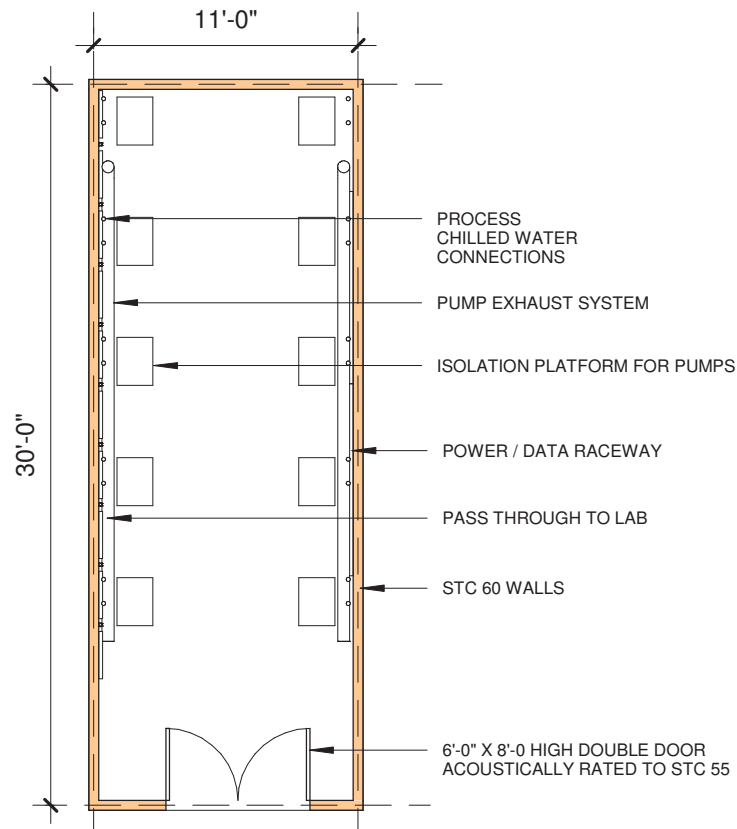 11'-0"
30'-0"
PROCESS
CHILLED WATER
CONNECTIONS
PUMP EXHAUST SYSTEM
ISOLATION PLATFORM FOR PUMPS
POWER / DATA RACEWAY
PASS THROUGH TO LAB
STC 60 WALLS
6'-0" X 8'-0 HIGH DOUBLE DOOR
ACOUSTICALLY RATED TO STC 55